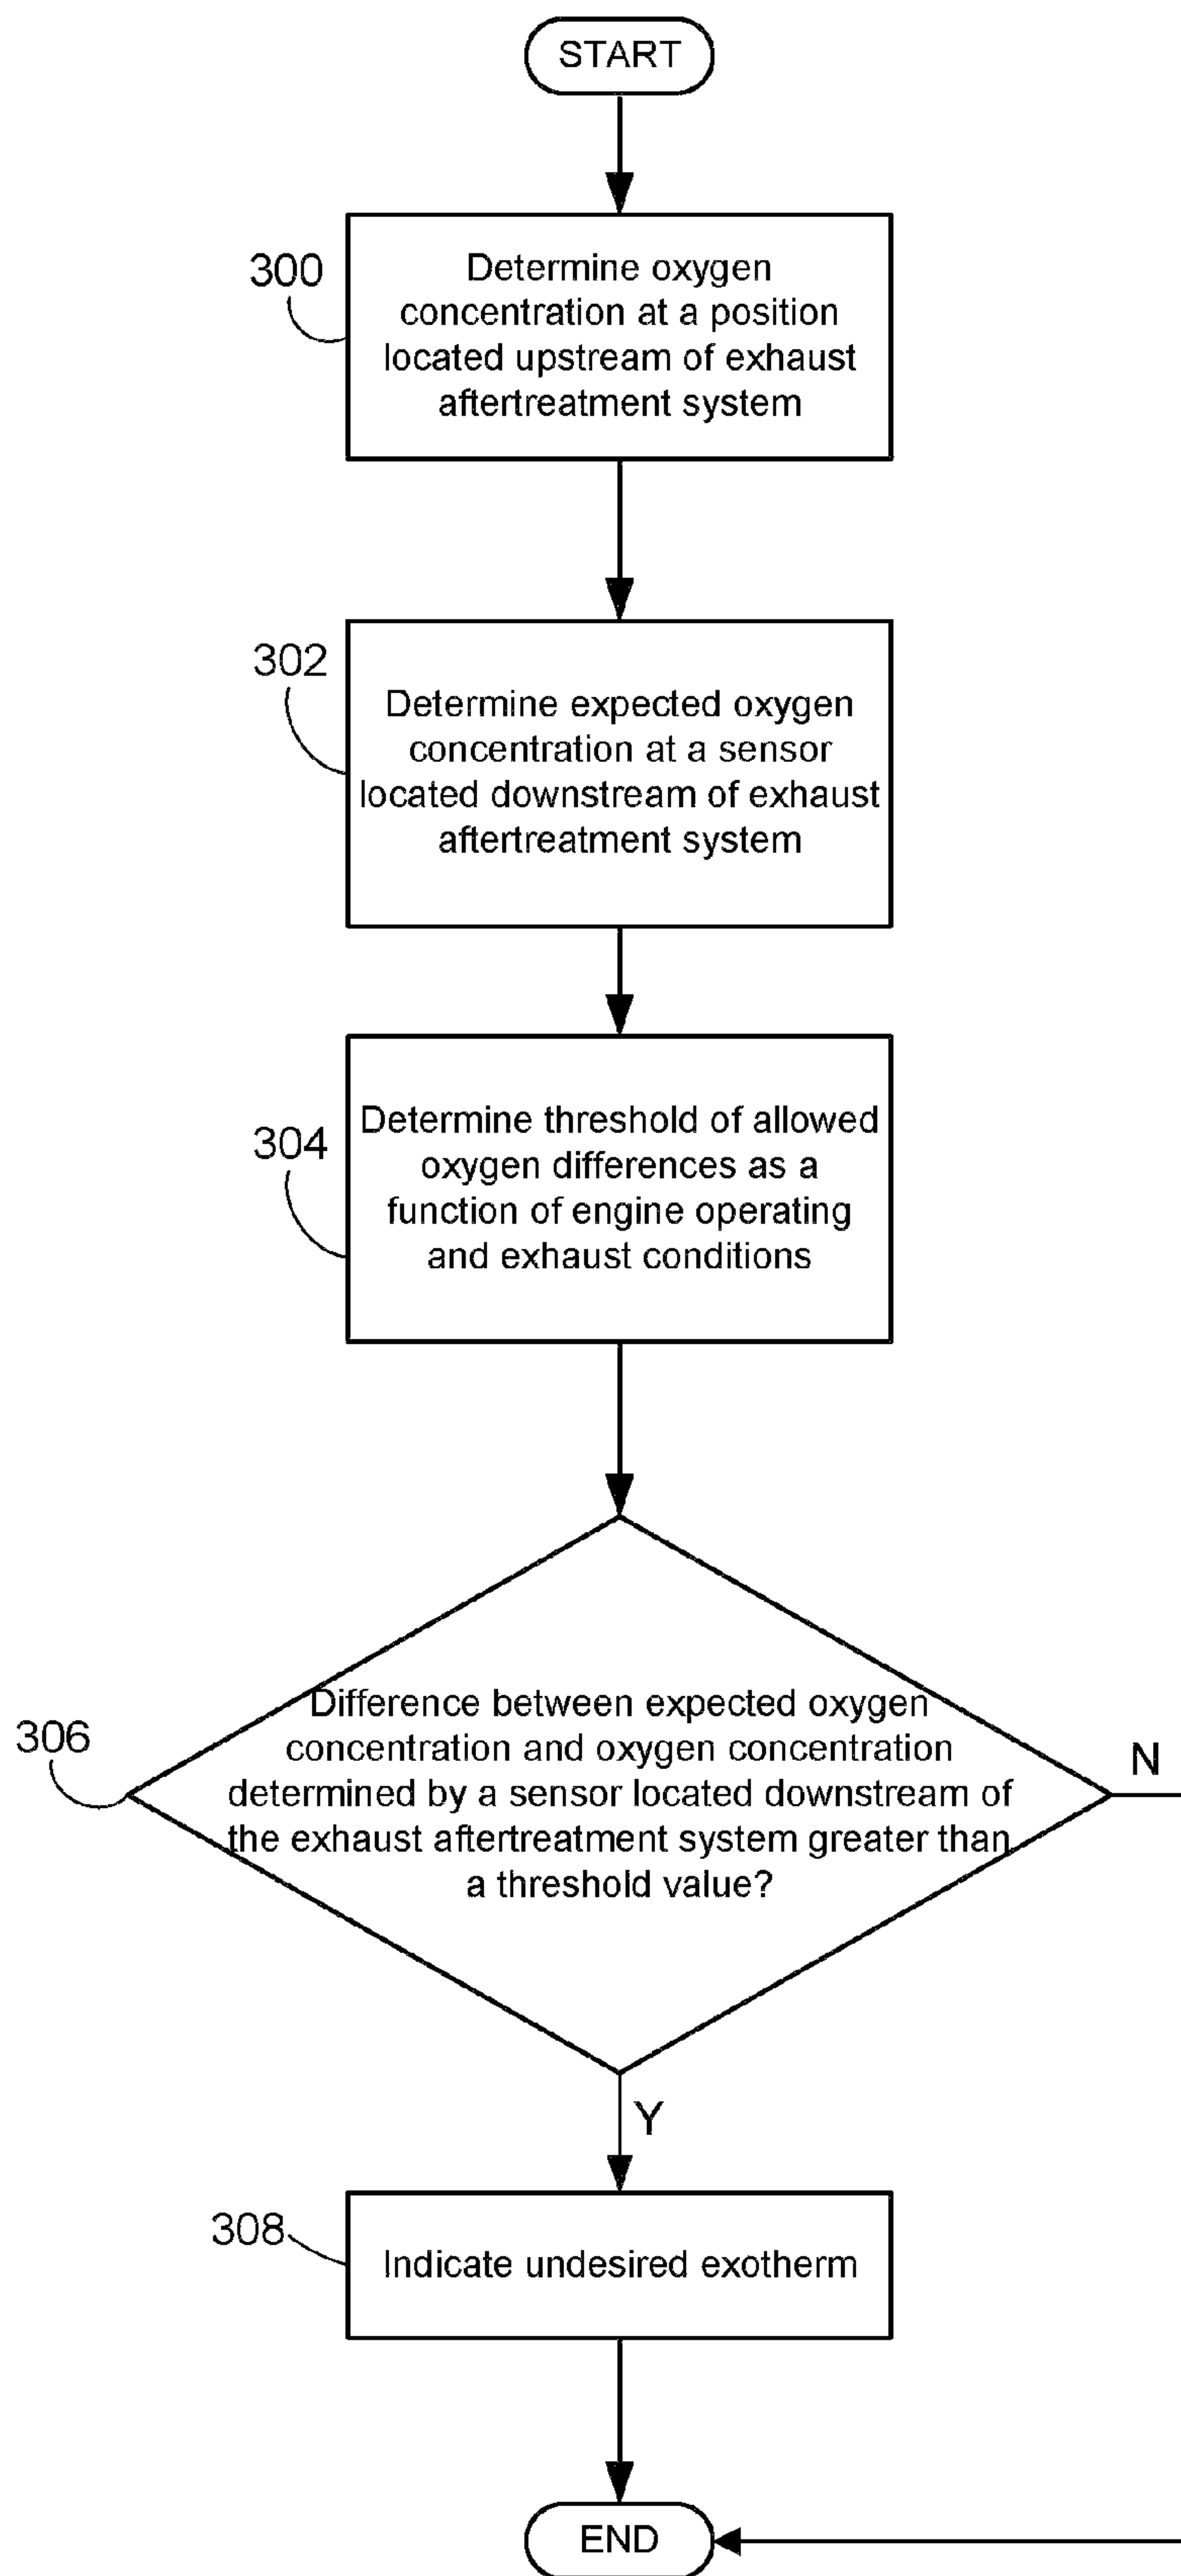 START
300
Determine oxygen
concentration at a position
located upstream of exhaust
aftertreatment system
302
Determine expected oxygen
concentration at a sensor
located downstream of exhaust
aftertreatment system
304
Determine threshold of allowed
oxygen differences as a
function of engine operating
and exhaust conditions
306
Difference between expected oxygen
concentration and oxygen concentration
determined by a sensor located downstream of
the exhaust aftertreatment system greater than
a threshold value?
N
Y
308
Indicate undesired exotherm
END